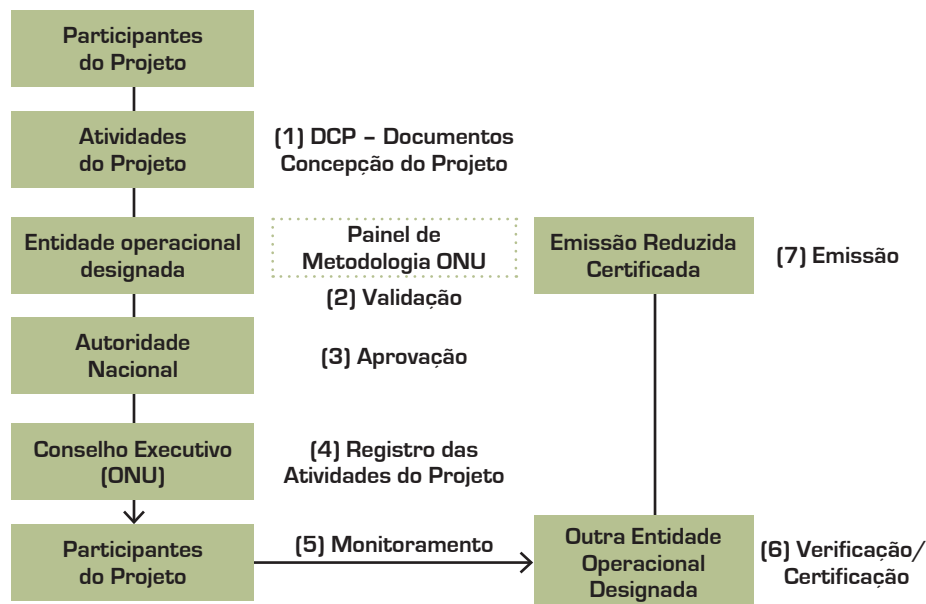 Participantes
do Projeto
Atividades
do Projeto
(1) DCP – Documentos
Concepção do Projeto
Entidade operacional
designada
Painel de
Metodologia ONU
(2) Validação
Emissão Reduzida
Certificada
(7) Emissão
Autoridade
Nacional
(3) Aprovação
Conselho Executivo
(ONU)
(4) Registro das
Atividades do Projeto
Participantes
do Projeto
(5) Monitoramento
Outra Entidade
Operacional
Designada
(6) Verificação/
Certificação